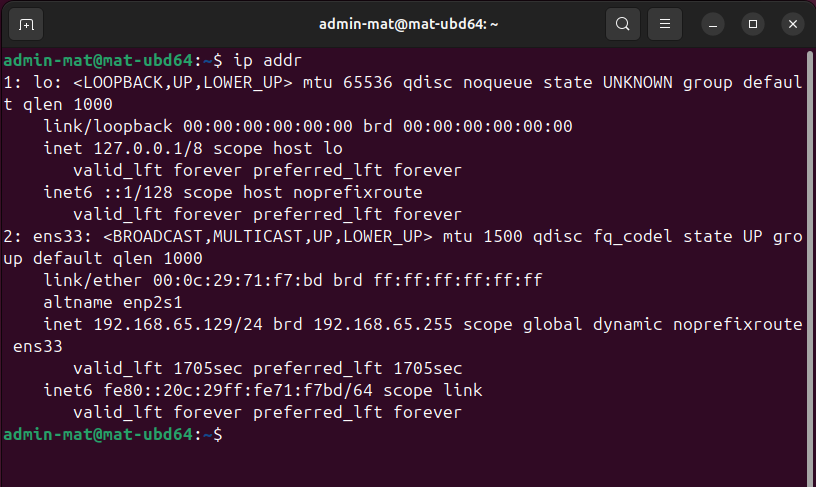 admin-mat@mat-ubd64: ~
admin-mat@mat-ubd64:~$ ip addr
1: lo: <LOOPBACK,UP,LOWER_UP> mtu 65536 qdisc noqueue state UNKNOWN group defaul
t qlen 1000
    link/loopback 00:00:00:00:00:00 brd 00:00:00:00:00:00
    inet 127.0.0.1/8 scope host lo
       valid_lft forever preferred_lft forever
    inet6 ::1/128 scope host noprefixroute
       valid_lft forever preferred_lft forever
2: ens33: <BROADCAST,MULTICAST,UP,LOWER_UP> mtu 1500 qdisc fq_codel state UP gro
up default qlen 1000
    link/ether 00:0c:29:71:f7:bd brd ff:ff:ff:ff:ff:ff
    altname enp2s1
    inet 192.168.65.129/24 brd 192.168.65.255 scope global dynamic noprefixroute
 ens33
       valid_lft 1705sec preferred_lft 1705sec
    inet6 fe80::20c:29ff:fe71:f7bd/64 scope link
       valid_lft forever preferred_lft forever
admin-mat@mat-ubd64:~$